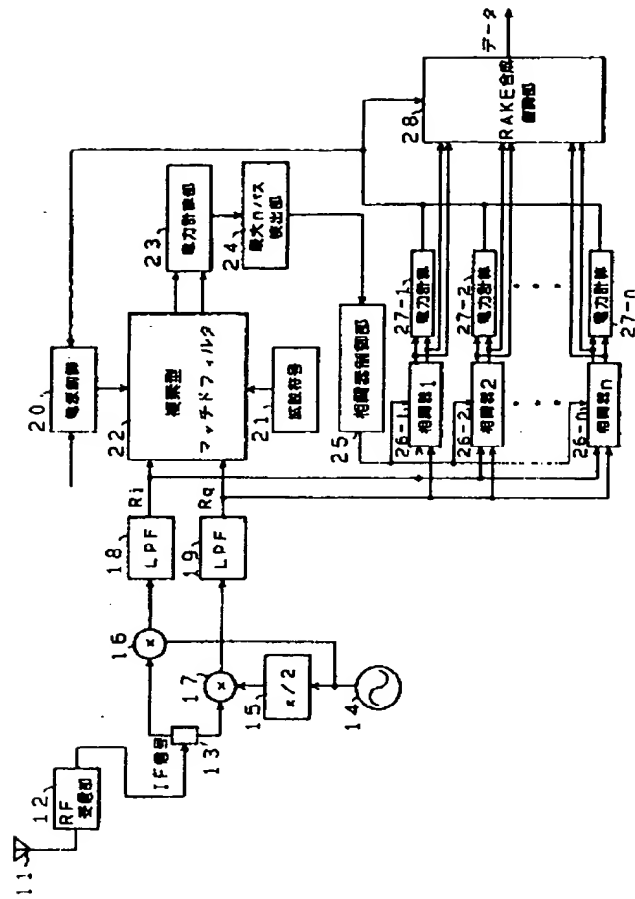 11
12
RF
受信部
IF信号
13
14
15
π/2
16
×
17
×
18
LPF
19
LPF
Ri
Rq
20
電源制御
21
拡散符号
22
複素型
マッチドフィルタ
23
電力計算部
24
最大nパス
検出部
25
相関器制御部
26-1
相関器1
26-2
相関器2
26-n
相関器n
27-1
電力計算
27-2
電力計算
27-n
電力計算
28
RAKE合成
データ